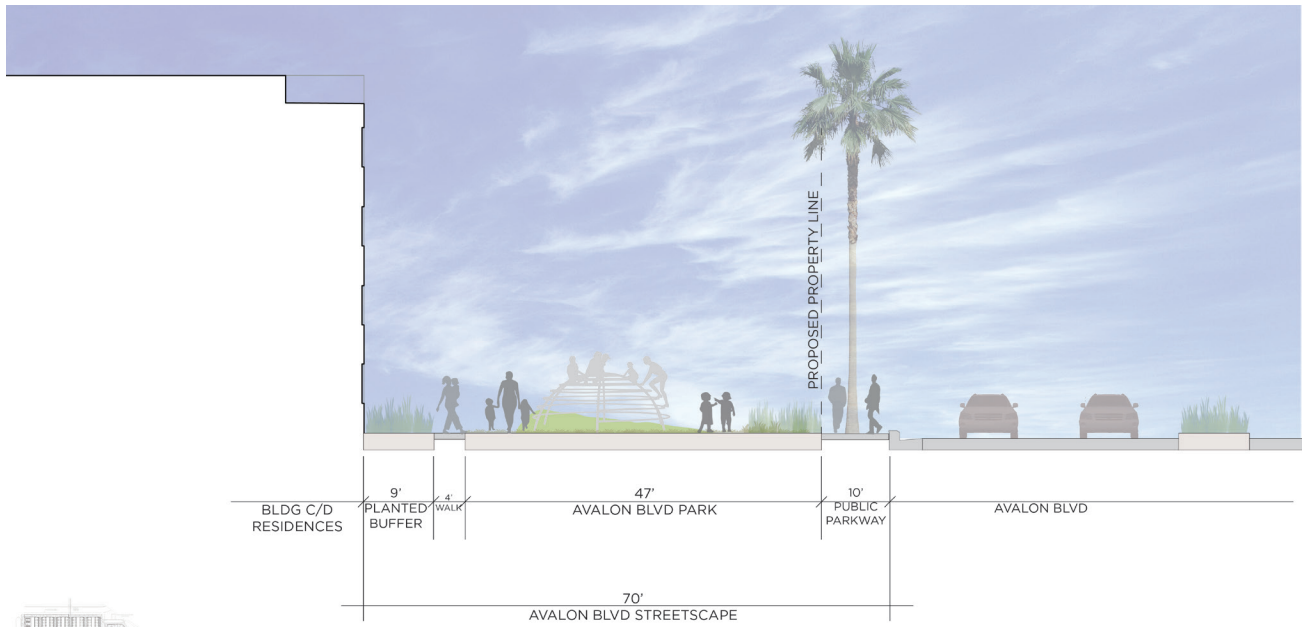 PROPOSED PROPERTY LINE
BLDG C/D
RESIDENCES
9'
PLANTED
BUFFER
4'
WALK
47'
AVALON BLVD PARK
10'
PUBLIC
PARKWAY
AVALON BLVD
70'
AVALON BLVD STREETSCAPE